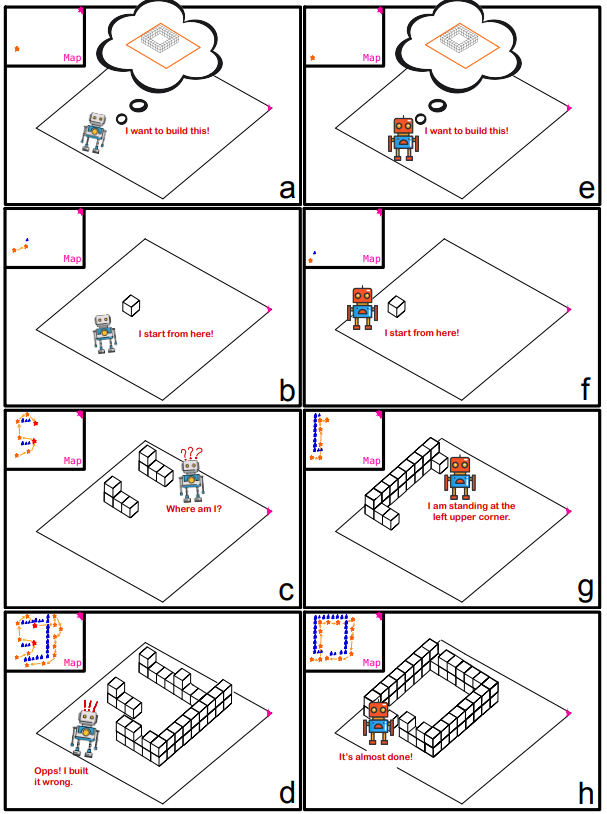 Map
I want to build this!
a
Map
I want to build this!
e
Map
I start from here!
b
Map
I start from here!
f
Map
???
Where am I?
c
Map
I am standing at the
left upper corner.
g
Map
!!
Opps! I built
it wrong.
d
Map
It's almost done!
h